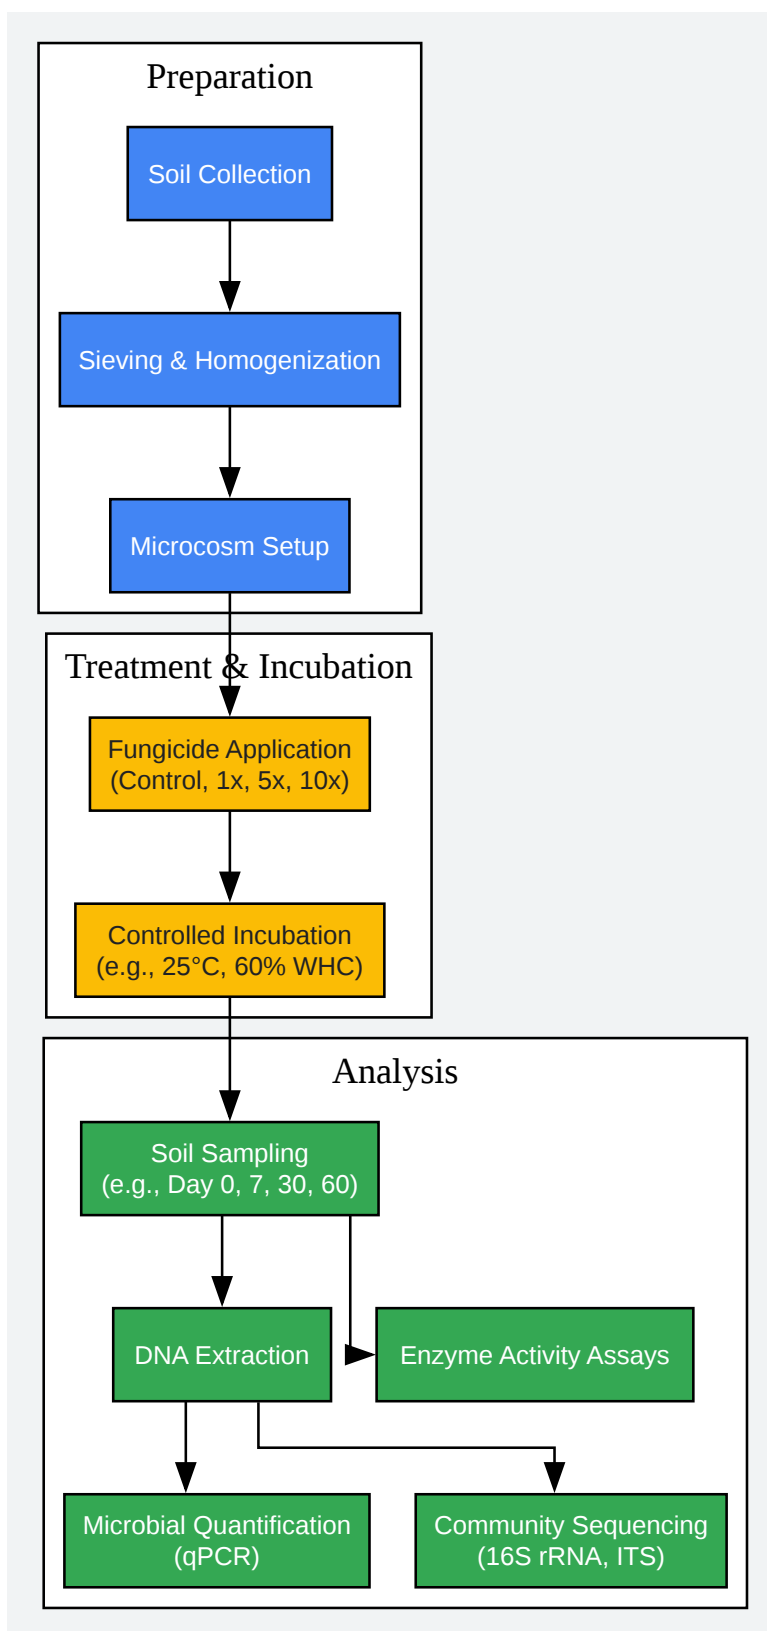 Preparation
Soil Collection
Sieving & Homogenization
Microcosm Setup
Treatment & Incubation
Fungicide Application
(Control, 1x, 5x, 10x)
Controlled Incubation
(e.g., 25°C, 60% WHC)
Analysis
Soil Sampling
(e.g., Day 0, 7, 30, 60)
DNA Extraction
Enzyme Activity Assays
Microbial Quantification
(qPCR)
Community Sequencing
(16S rRNA, ITS)